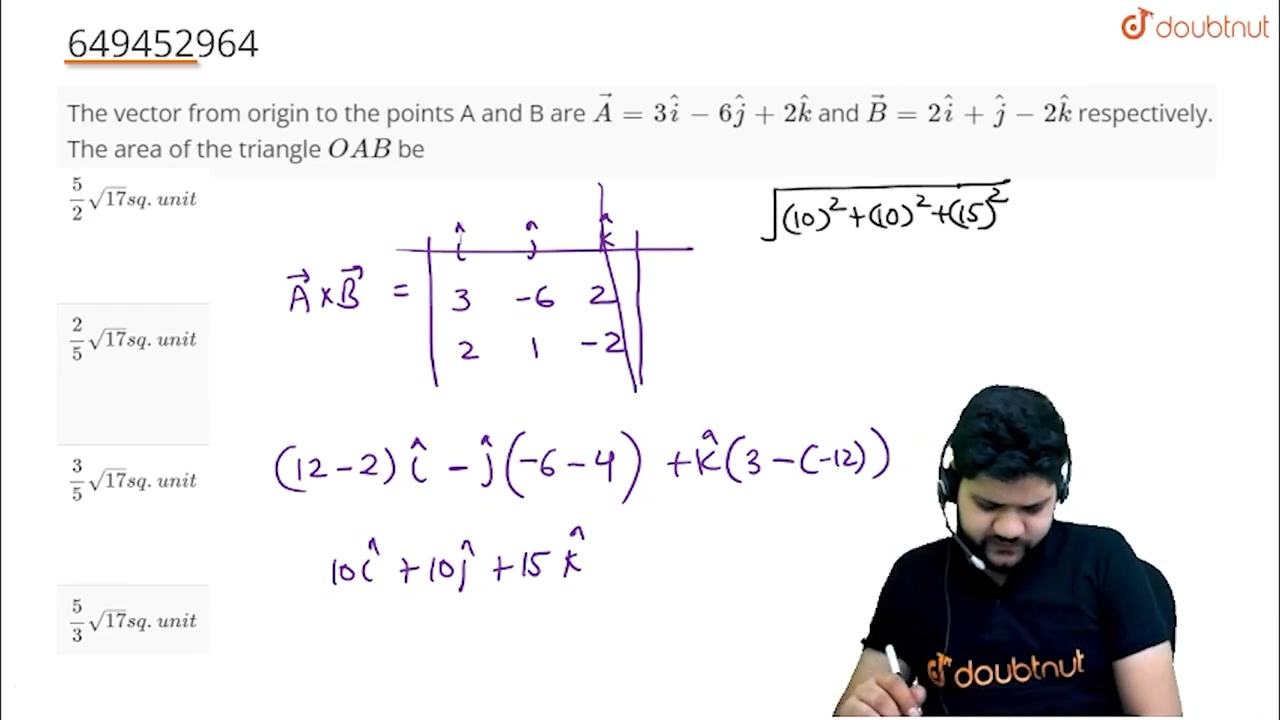 649452964
doubtnut
The vector from origin to the points A and B are $\vec{A} = 3\hat{i} - 6\hat{j} + 2\hat{k}$ and $\vec{B} = 2\hat{i} + \hat{j} - 2\hat{k}$ respectively.
The area of the triangle OAB be
$\frac{5}{2}\sqrt{17}$ sq. unit
$\sqrt{(10)^2+(10)^2+(15)^2}$
$\hat{i}$ $\hat{j}$ $\hat{k}$
$\vec{A} \times \vec{B}$ = 3 -6 2
2 1 -2
$\frac{2}{5}\sqrt{17}$ sq. unit
$(12-2)\hat{i} - \hat{j}(-6-4) + \hat{k}(3-(-12))$
$\frac{3}{5}\sqrt{17}$ sq. unit
$10\hat{i} + 10\hat{j} + 15\hat{k}$
$\frac{5}{3}\sqrt{17}$ sq. unit
doubtnut